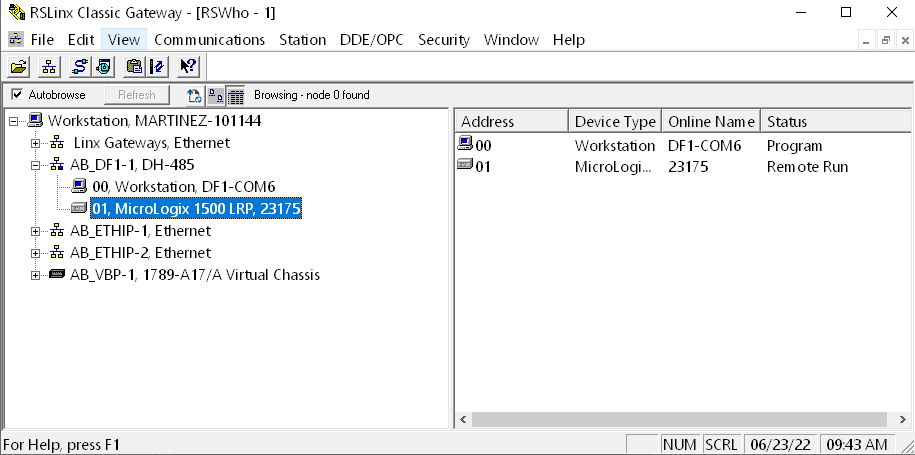 RSLinx Classic Gateway - [RSWho - 1]
File Edit View Communications Station DDE/OPC Security Window Help
Autobrowse Refresh Browsing - node 0 found
Workstation, MARTINEZ-101144
Linx Gateways, Ethernet
AB_DF1-1, DH-485
00, Workstation, DF1-COM6
01, MicroLogix 1500 LRP, 23175
AB_ETHIP-1, Ethernet
AB_ETHIP-2, Ethernet
AB_VBP-1, 1789-A17/A Virtual Chassis
Address Device Type Online Name Status
00 Workstation DF1-COM6 Program
01 MicroLogi... 23175 Remote Run
For Help, press F1 NUM SCRL 06/23/22 09:43 AM